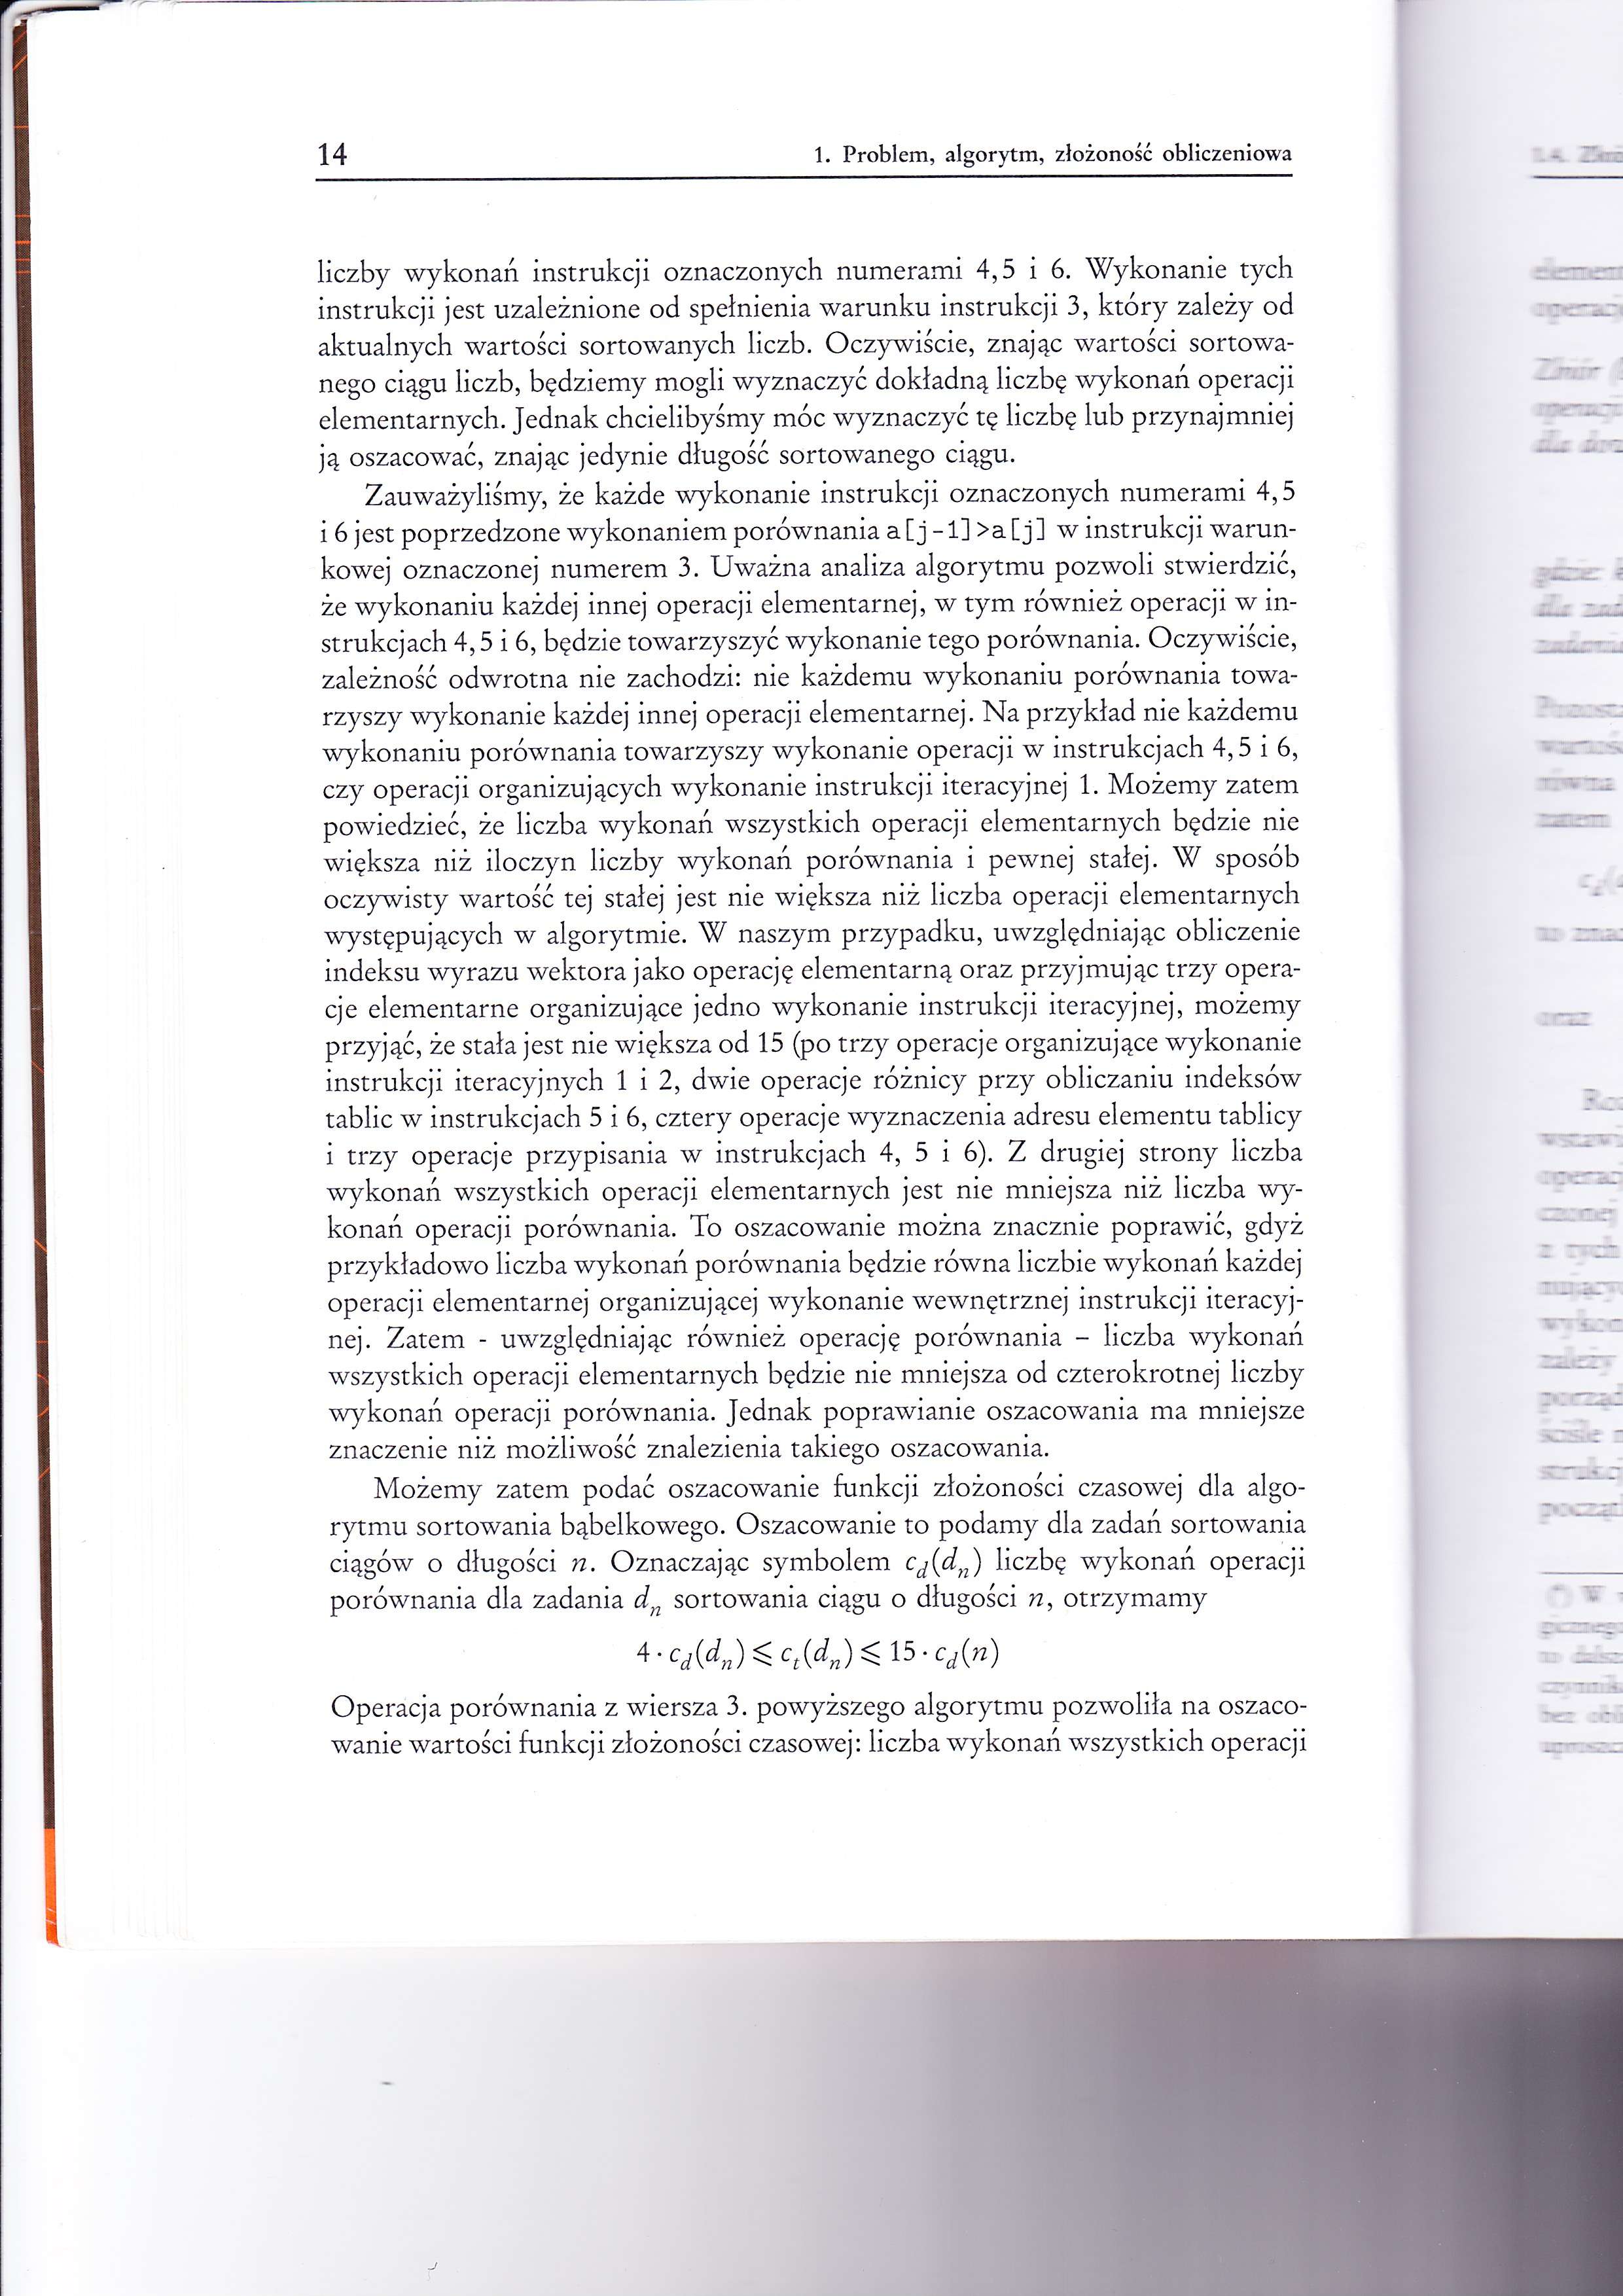 14 1. Problem, algorytm, złożoność obliczeniowa
liczby wykonań instrukcji oznaczonych numerami 4,5 i 6. Wykonanie tych
instrukcji jest uzależnione od spełnienia warunku instrukcji 3, który zależy od
aktualnych wartości sortowanych liczb. Oczywiście, znając wartości sortowa-
nego ciągu liczb, będziemy mogli wyznaczyć dokładną liczbę wykonań operacji
elementarnych. Jednak chcielibyśmy móc wyznaczyć tę liczbę lub przynajmniej
ją oszacować, znając jedynie długość sortowanego ciągu.
Zauważyliśmy, że każde wykonanie instrukcji oznaczonych numerami 4,5
i 6 jest poprzedzone wykonaniem porównania a[j-1]>a[j] w instrukcji warun-
kowej oznaczonej numerem 3. Uważna analiza algorytmu pozwoli stwierdzić,
że wykonaniu każdej innej operacji elementarnej, w tym również operacji w in-
strukcjach 4,5 i 6, będzie towarzyszyć wykonanie tego porównania. Oczywiście,
zależność odwrotna nie zachodzi: nie każdemu wykonaniu porównania towa-
rzyszy wykonanie każdej innej operacji elementarnej. Na przykład nie każdemu
wykonaniu porównania towarzyszy wykonanie operacji w instrukcjach 4,5 i 6,
czy operacji organizujących wykonanie instrukcji iteracyjnej 1. Możemy zatem
powiedzieć, że liczba wykonań wszystkich operacji elementarnych będzie nie
większa niż iloczyn liczby wykonań porównania i pewnej stałej. W sposób
oczywisty wartość tej stałej jest nie większa niż liczba operacji elementarnych
występujących w algorytmie. W naszym przypadku, uwzględniając obliczenie
indeksu wyrazu wektora jako operację elementarną oraz przyjmując trzy opera-
cje elementarne organizujące jedno wykonanie instrukcji iteracyjnej, możemy
przyjąć, że stała jest nie większa od 15 (po trzy operacje organizujące wykonanie
instrukcji iteracyjnych 1 i 2, dwie operacje różnicy przy obliczaniu indeksów
tablic w instrukcjach 5 i 6, cztery operacje wyznaczenia adresu elementu tablicy
i trzy operacje przypisania w instrukcjach 4, 5 i 6). Z drugiej strony liczba
wykonań wszystkich operacji elementarnych jest nie mniejsza niż liczba wy-
konań operacji porównania. To oszacowanie można znacznie poprawić, gdyż
przykładowo liczba wykonań porównania będzie równa liczbie wykonań każdej
operacji elementarnej organizującej wykonanie wewnętrznej instrukcji iteracyj-
nej. Zatem - uwzględniając również operację porównania – liczba wykonań
wszystkich operacji elementarnych będzie nie mniejsza od czterokrotnej liczby
wykonań operacji porównania. Jednak poprawianie oszacowania ma mniejsze
znaczenie niż możliwość znalezienia takiego oszacowania.
Możemy zatem podać oszacowanie funkcji złożoności czasowej dla algo-
rytmu sortowania bąbelkowego. Oszacowanie to podamy dla zadań sortowania
ciągów o długości n. Oznaczając symbolem c_d(d_n) liczbę wykonań operacji
porównania dla zadania d_n sortowania ciągu o długości n, otrzymamy
4 · c_d(d_n) ⩽ c_t(d_n) ⩽ 15 · c_d(n)
Operacja porównania z wiersza 3. powyższego algorytmu pozwoliła na oszaco-
wanie wartości funkcji złożoności czasowej: liczba wykonań wszystkich operacji